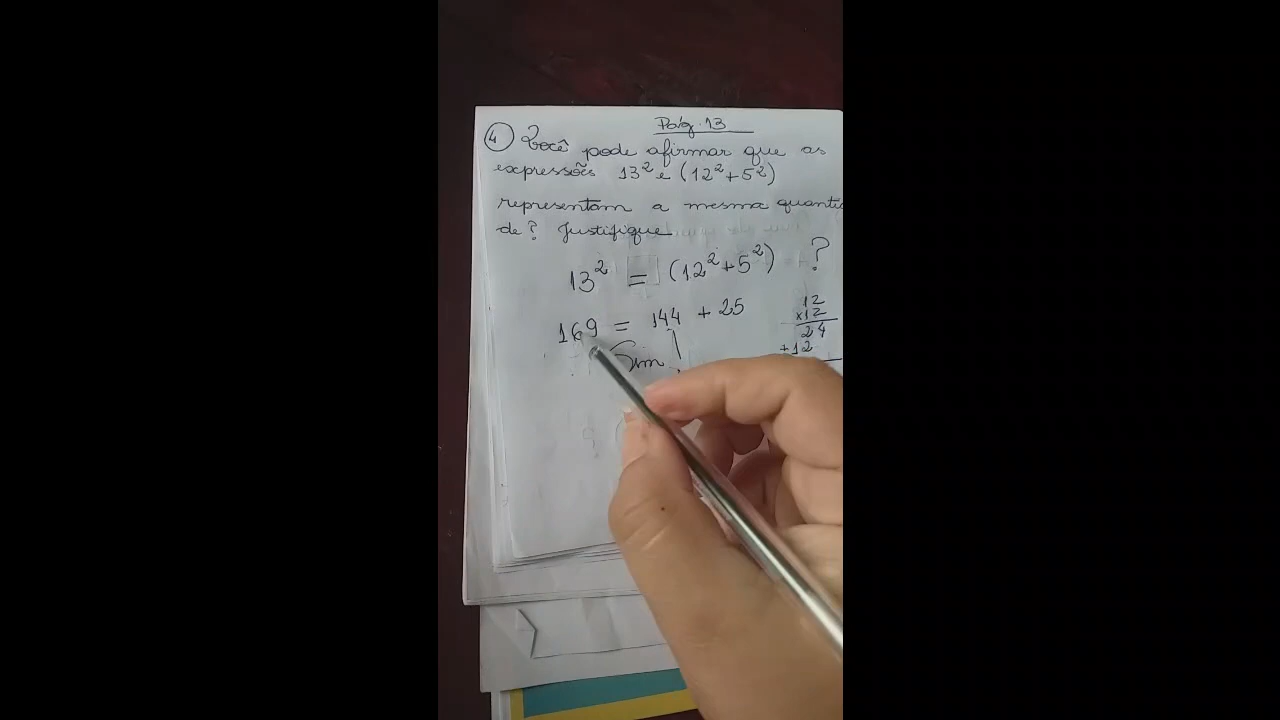 Pág. 13
4 Você pode afirmar que as
expressões 13² e (12² + 5²)
representam a mesma quanti
de? Justifique
13² = (12² + 5²) ?
169 = 144 + 25
Sim
12
x12
24
+12